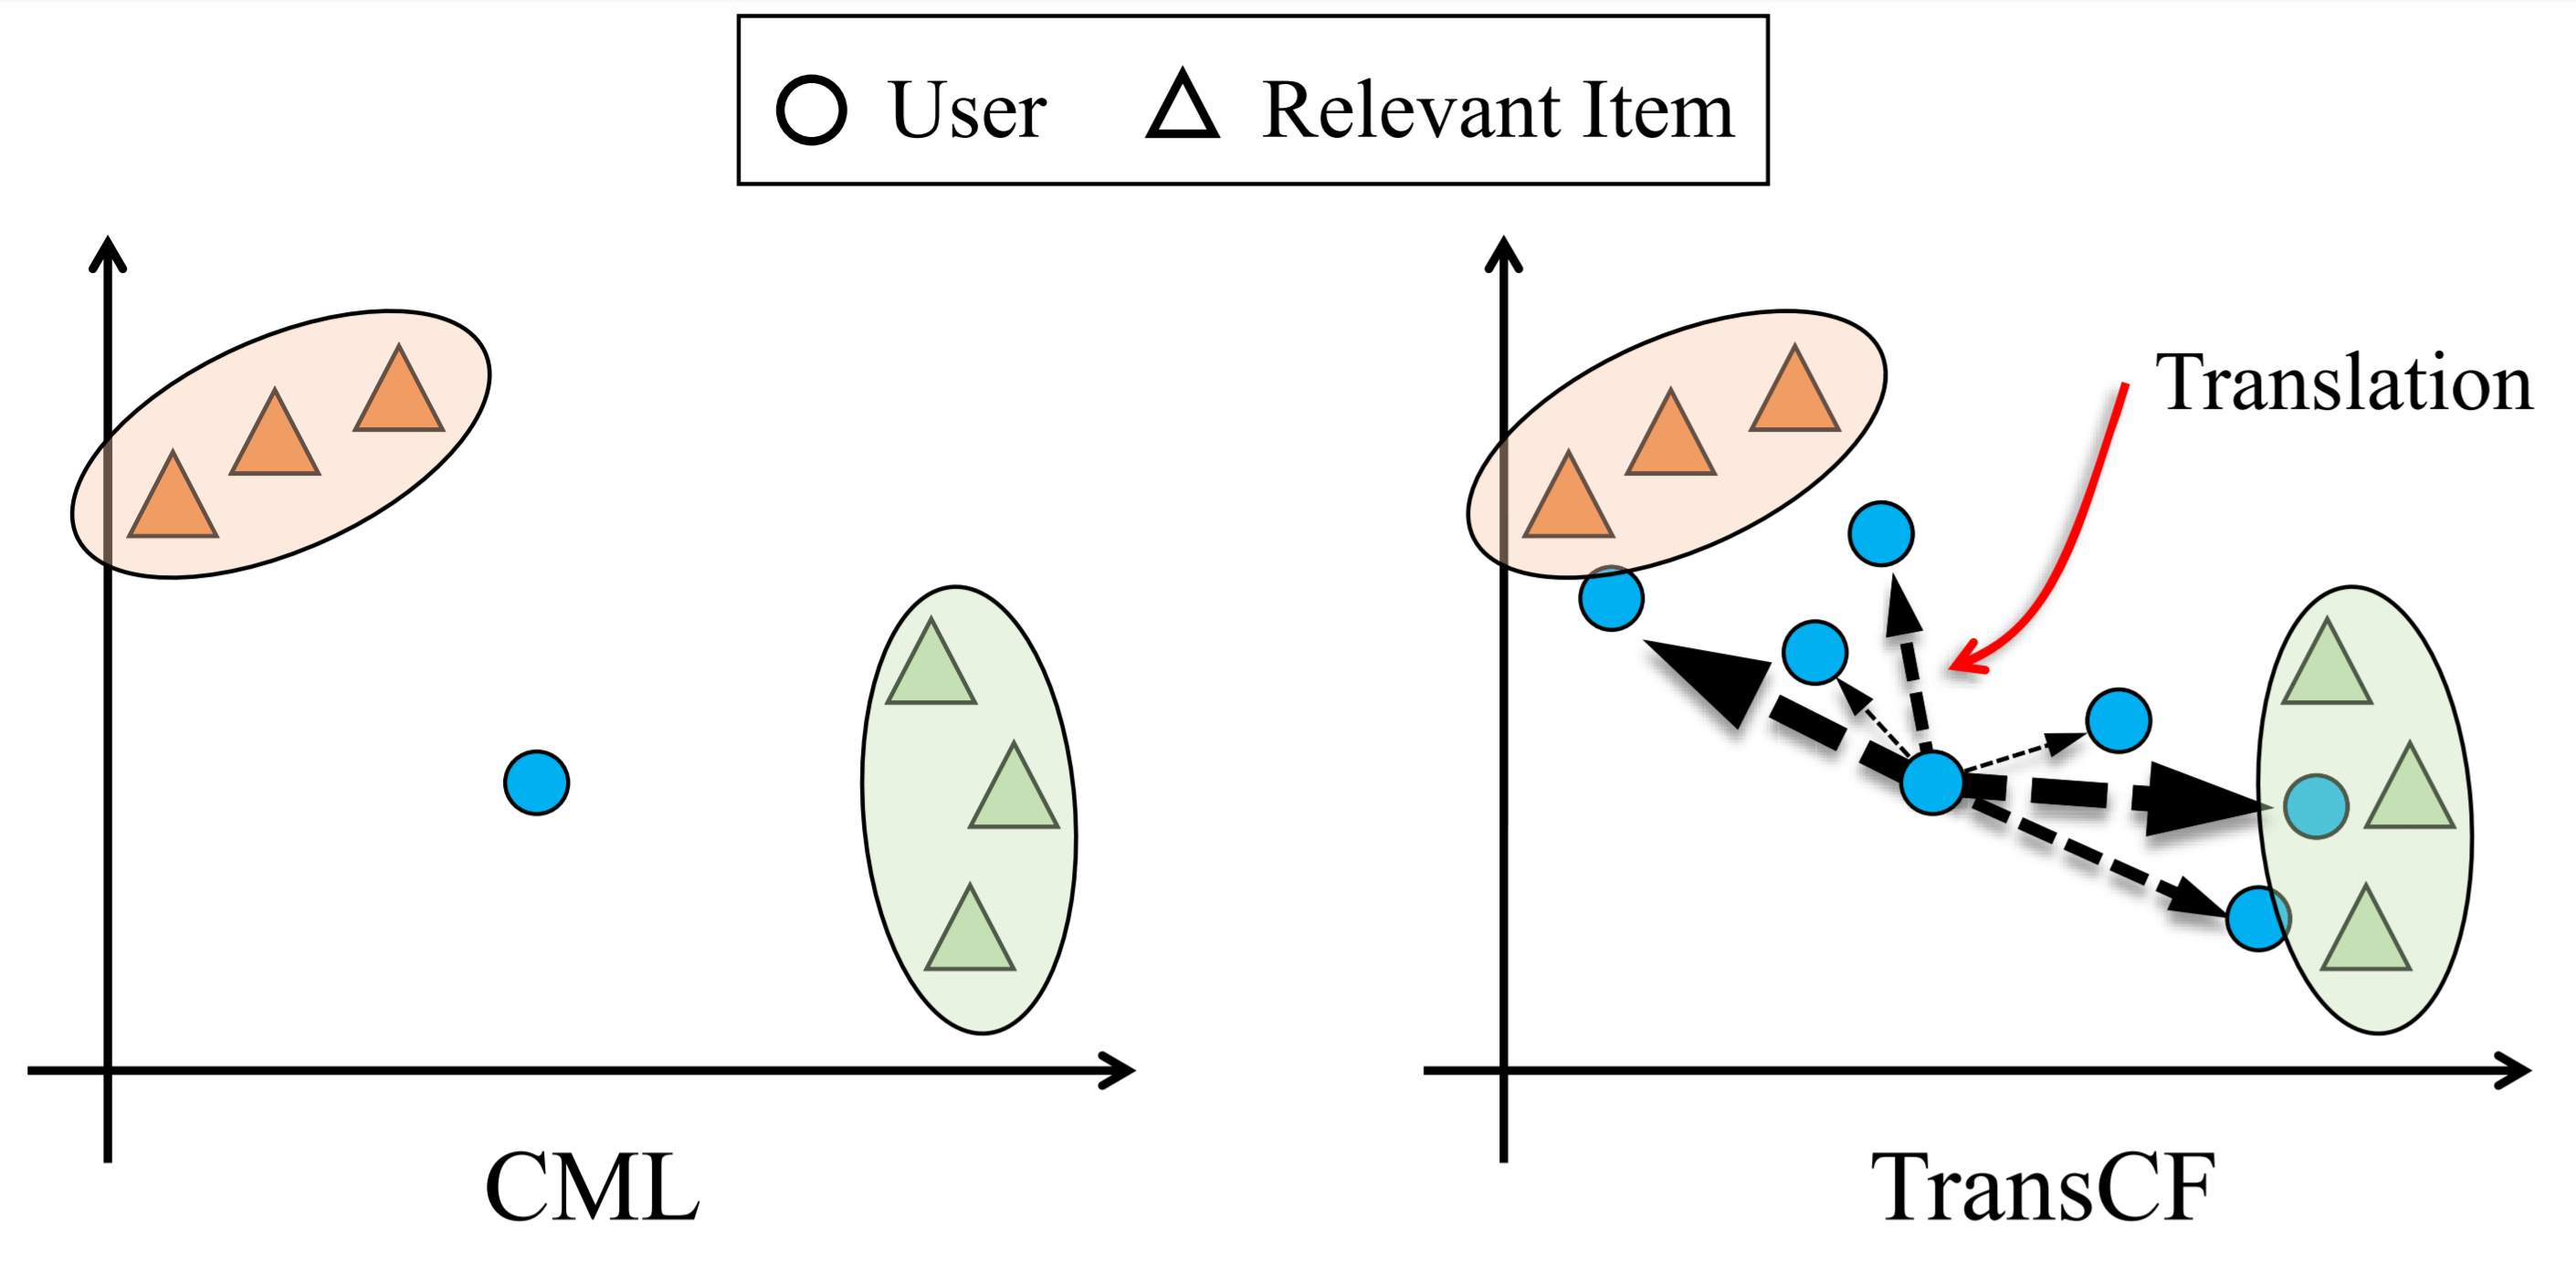 User
Relevant Item
Translation
CML
TransCF